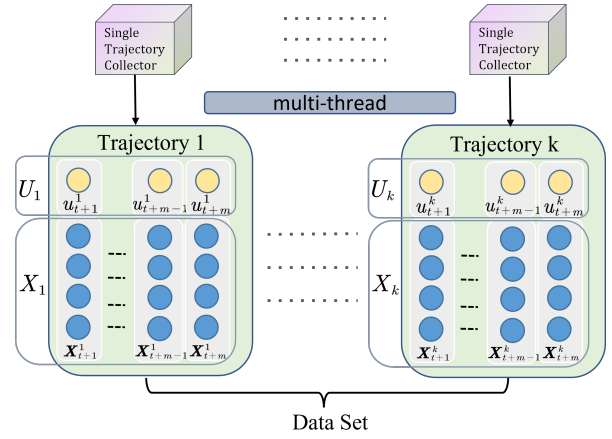 Single
Trajectory
Collector
Single
Trajectory
Collector
multi-thread
Trajectory 1
Trajectory k
U₁
u¹ₜ₊₁ u¹ₜ₊ₘ₋₁ u¹ₜ₊ₘ
Uₖ
uᵏₜ₊₁ uᵏₜ₊ₘ₋₁ uᵏₜ₊ₘ
X₁
X¹ₜ₊₁ X¹ₜ₊ₘ₋₁ X¹ₜ₊ₘ
Xₖ
Xᵏₜ₊₁ Xᵏₜ₊ₘ₋₁ Xᵏₜ₊ₘ
Data Set